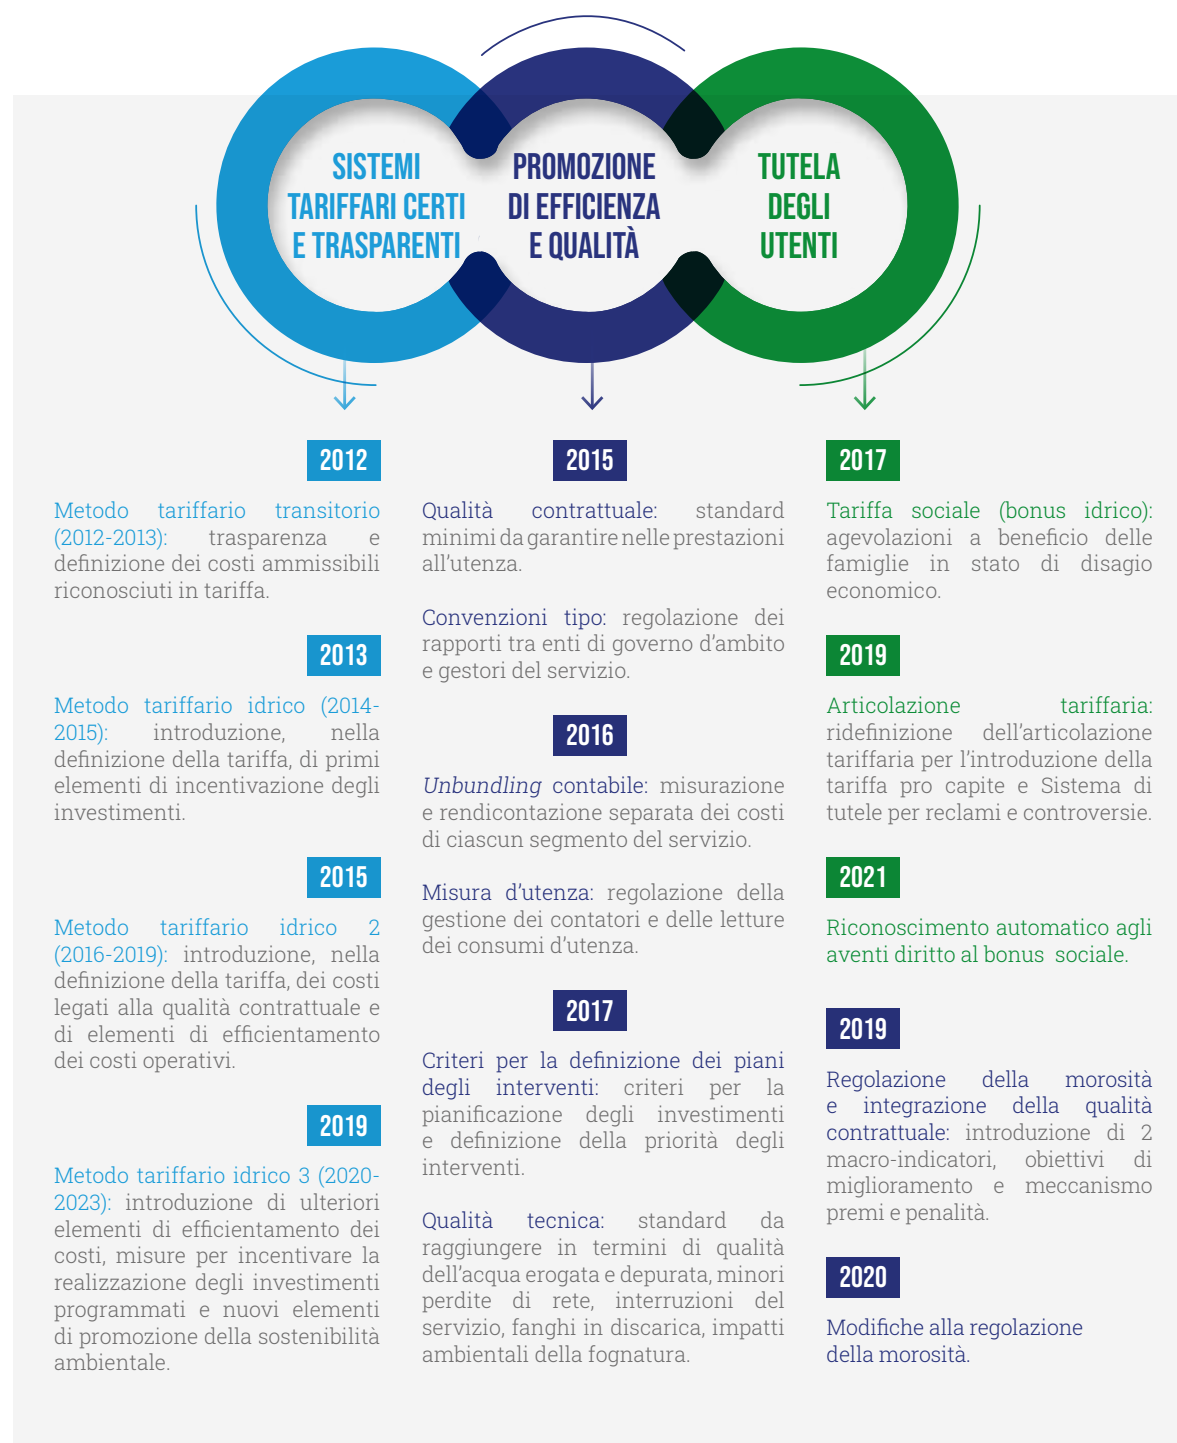 SISTEMI
TARIFFARI CERTI
E TRASPARENTI
PROMOZIONE
DI EFFICIENZA
E QUALITÀ
TUTELA
DEGLI
UTENTI
2012
Metodo tariffario transitorio
(2012-2013): trasparenza e
definizione dei costi ammissibili
riconosciuti in tariffa.
2013
Metodo tariffario idrico (2014-
2015): introduzione, nella
definizione della tariffa, di primi
elementi di incentivazione degli
investimenti.
2015
Metodo tariffario idrico 2
(2016-2019): introduzione, nella
definizione della tariffa, dei costi
legati alla qualità contrattuale e
di elementi di efficientamento
dei costi operativi.
2019
Metodo tariffario idrico 3 (2020-
2023): introduzione di ulteriori
elementi di efficientamento dei
costi, misure per incentivare la
realizzazione degli investimenti
programmati e nuovi elementi
di promozione della sostenibilità
ambientale.
2015
Qualità contrattuale: standard
minimi da garantire nelle prestazioni
all’utenza.
Convenzioni tipo: regolazione dei
rapporti tra enti di governo d’ambito
e gestori del servizio.
2016
Unbundling contabile: misurazione
e rendicontazione separata dei costi
di ciascun segmento del servizio.
Misura d’utenza: regolazione della
gestione dei contatori e delle letture
dei consumi d’utenza.
2017
Criteri per la definizione dei piani
degli interventi: criteri per la
pianificazione degli investimenti
e definizione della priorità degli
interventi.
Qualità tecnica: standard da
raggiungere in termini di qualità
dell’acqua erogata e depurata, minori
perdite di rete, interruzioni del
servizio, fanghi in discarica, impatti
ambientali della fognatura.
2017
Tariffa sociale (bonus idrico):
agevolazioni a beneficio delle
famiglie in stato di disagio
economico.
2019
Articolazione tariffaria:
ridefinizione dell’articolazione
tariffaria per l’introduzione della
tariffa pro capite e Sistema di
tutele per reclami e controversie.
2021
Riconoscimento automatico agli
aventi diritto al bonus sociale.
2019
Regolazione della morosità
e integrazione della qualità
contrattuale: introduzione di 2
macro-indicatori, obiettivi di
miglioramento e meccanismo
premi e penalità.
2020
Modifiche alla regolazione
della morosità.